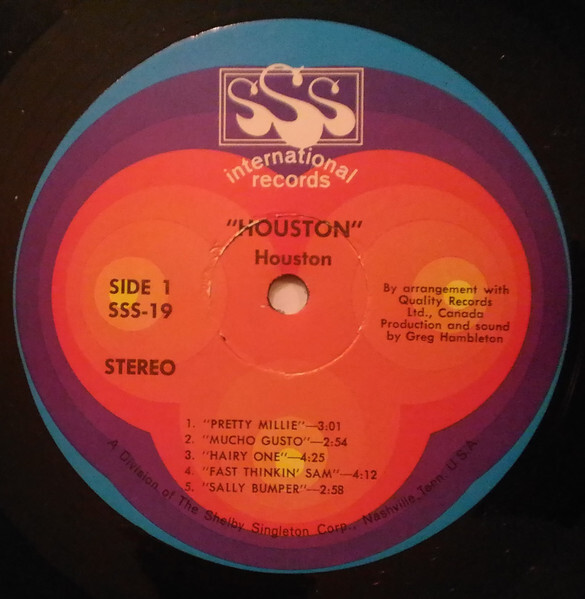 SSS
international
records
"HOUSTON"
Houston
SIDE 1
SSS-19
STEREO
By arrangement with
Quality Records
Ltd., Canada
Production and sound
by Greg Hambleton
1. "PRETTY MILLIE"—3:01
2. "MUCHO GUSTO"—2:54
3. "HAIRY ONE"—4:25
4. "FAST THINKIN' SAM"—4:12
5. "SALLY BUMPER"—2:58
A Division of The Shelby Singleton Corp., Nashville, Tenn. U.S.A.